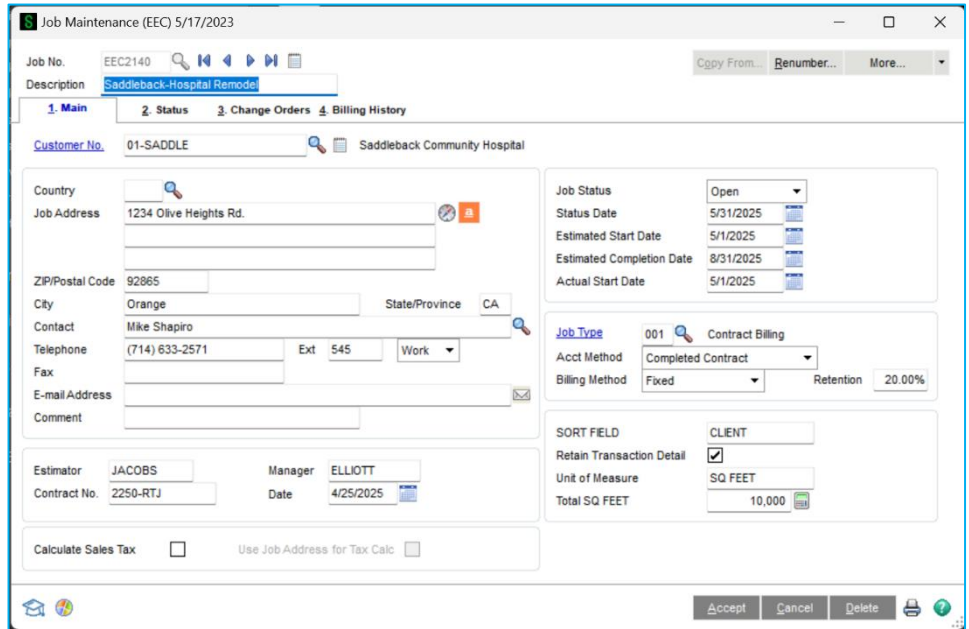 Job Maintenance (EEC) 5/17/2023
Job No. EEC2140
Copy From... Renumber... More...
Description Saddleback-Hospital Remodel
1. Main 2. Status 3. Change Orders 4. Billing History
Customer No. 01-SADDLE Saddleback Community Hospital
Country
Job Address 1234 Olive Heights Rd.
a
ZIP/Postal Code 92865
City Orange State/Province CA
Contact Mike Shapiro
Telephone (714) 633-2571 Ext 545 Work
Fax
E-mail Address
Comment
Estimator JACOBS Manager ELLIOTT
Contract No. 2250-RTJ Date 4/25/2025
Calculate Sales Tax Use Job Address for Tax Calc
Job Status Open
Status Date 5/31/2025
Estimated Start Date 5/1/2025
Estimated Completion Date 8/31/2025
Actual Start Date 5/1/2025
Job Type 001 Contract Billing
Acct Method Completed Contract
Billing Method Fixed Retention 20.00%
SORT FIELD CLIENT
Retain Transaction Detail
Unit of Measure SQ FEET
Total SQ FEET 10,000
Accept Cancel Delete